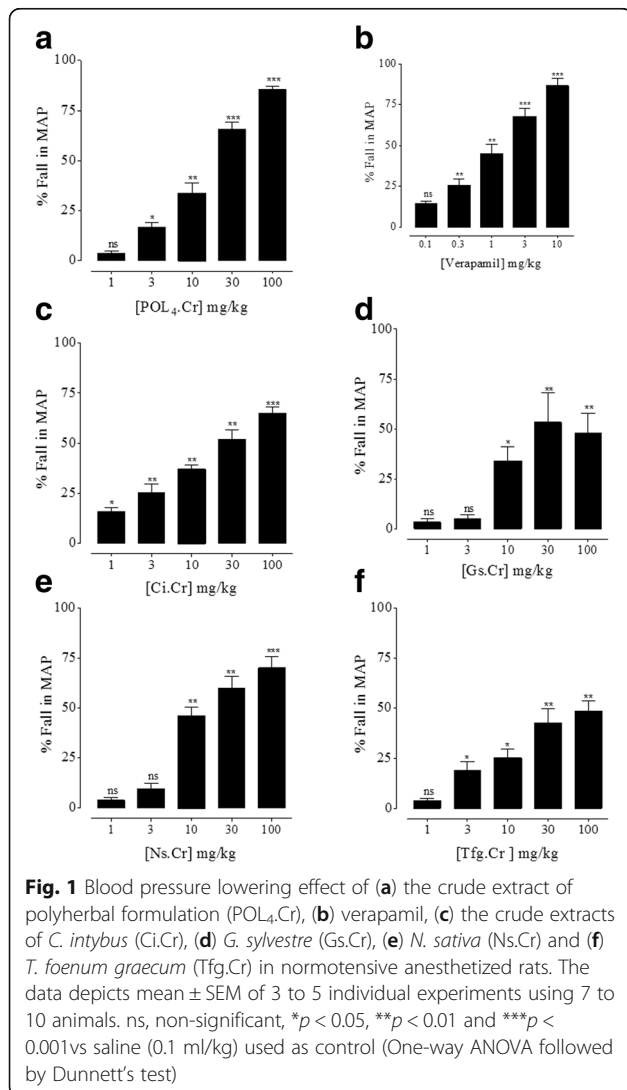 a
% Fall in MAP
100
75
50
25
0
ns
*
**
***
***
1 3 10 30 100
[POL4.Cr] mg/kg
b
% Fall in MAP
100
75
50
25
0
ns
**
**
***
***
0.1 0.3 1 3 10
[Verapamil] mg/kg
c
% Fall in MAP
100
75
50
25
0
*
**
**
**
***
1 3 10 30 100
[Ci.Cr] mg/kg
d
% Fall in MAP
100
75
50
25
0
ns
ns
*
**
**
1 3 10 30 100
[Gs.Cr] mg/kg
e
% Fall in MAP
100
75
50
25
0
ns
ns
**
**
***
1 3 10 30 100
[Ns.Cr] mg/kg
f
% Fall in MAP
100
75
50
25
0
ns
*
*
**
**
1 3 10 30 100
[Tfg.Cr ] mg/kg
Fig. 1 Blood pressure lowering effect of (a) the crude extract of
polyherbal formulation (POL4.Cr), (b) verapamil, (c) the crude extracts
of C. intybus (Ci.Cr), (d) G. sylvestre (Gs.Cr), (e) N. sativa (Ns.Cr) and (f)
T. foenum graecum (Tfg.Cr) in normotensive anesthetized rats. The
data depicts mean ± SEM of 3 to 5 individual experiments using 7 to
10 animals. ns, non-significant, *p < 0.05, **p < 0.01 and ***p <
0.001vs saline (0.1 ml/kg) used as control (One-way ANOVA followed
by Dunnett's test)